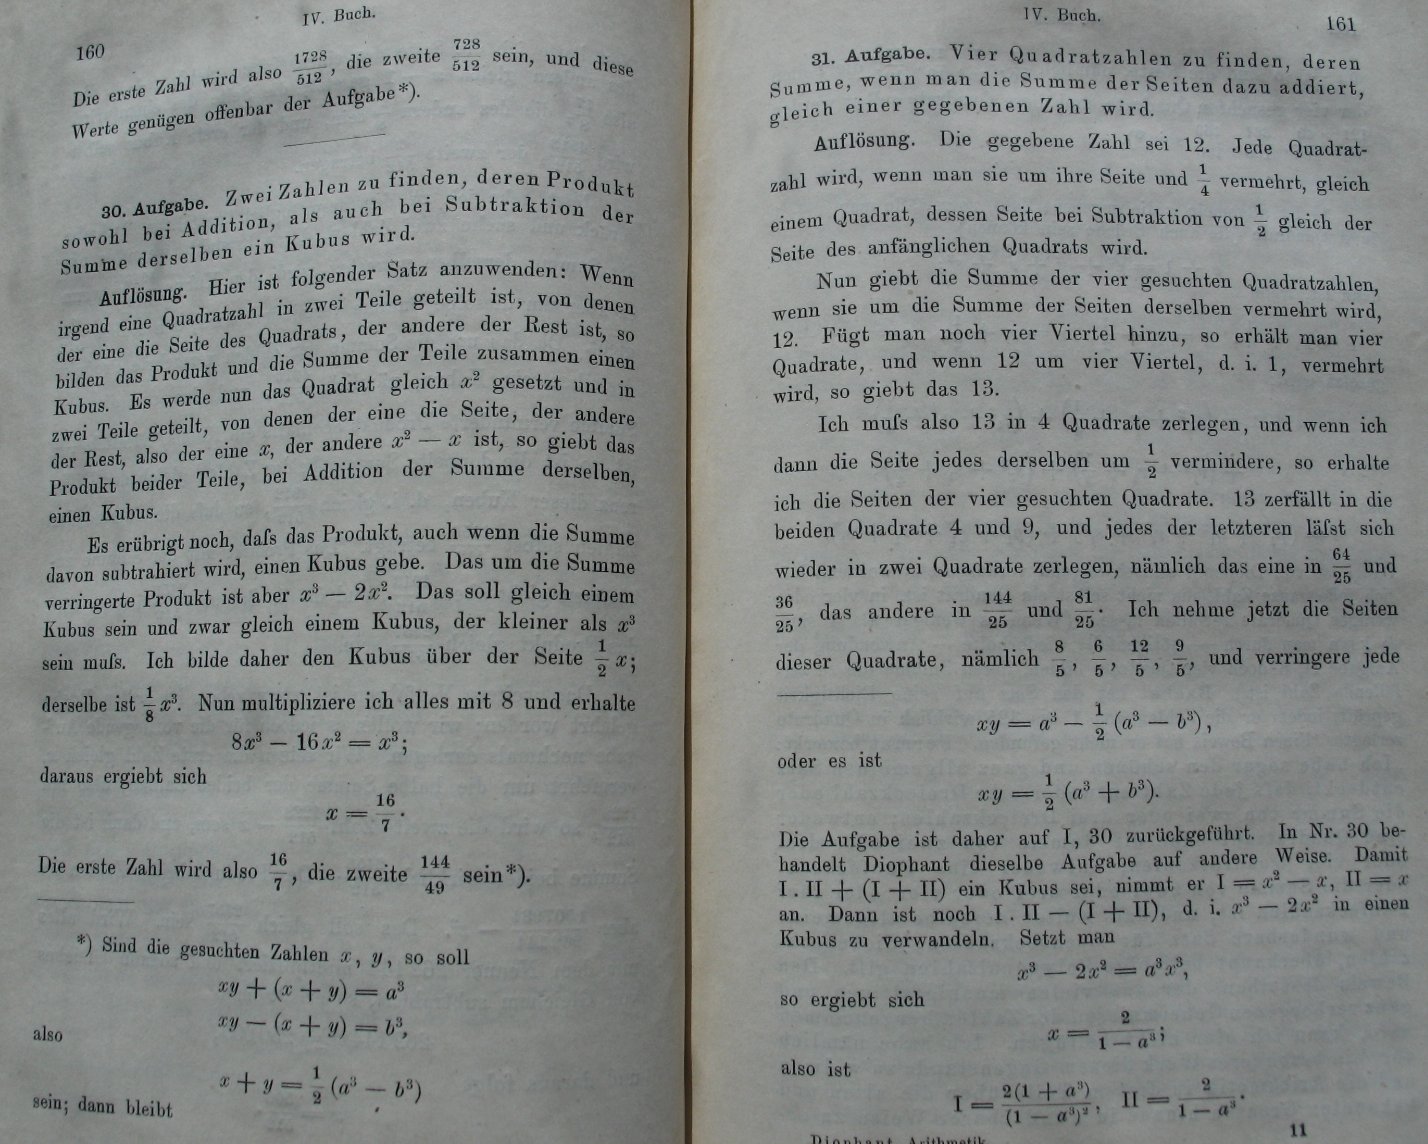 160
IV. Buch.
Die erste Zahl wird also 1728/512, die zweite 728/512 sein, und diese
Werte genügen offenbar der Aufgabe*).
30. Aufgabe. Zwei Zahlen zu finden, deren Produkt
sowohl bei Addition, als auch bei Subtraktion der
Summe derselben ein Kubus wird.
Auflösung. Hier ist folgender Satz anzuwenden: Wenn
irgend eine Quadratzahl in zwei Teile geteilt ist, von denen
der eine die Seite des Quadrats, der andere der Rest ist, so
bilden das Produkt und die Summe der Teile zusammen einen
Kubus. Es werde nun das Quadrat gleich x² gesetzt und in
zwei Teile geteilt, von denen der eine die Seite, der andere
der Rest, also der eine x, der andere x² — x ist, so giebt das
Produkt beider Teile, bei Addition der Summe derselben,
einen Kubus.
Es erübrigt noch, daſs das Produkt, auch wenn die Summe
davon subtrahiert wird, einen Kubus gebe. Das um die Summe
verringerte Produkt ist aber x³ — 2x². Das soll gleich einem
Kubus sein und zwar gleich einem Kubus, der kleiner als x³
sein muſs. Ich bilde daher den Kubus über der Seite 1/2 x;
derselbe ist 1/8 x³. Nun multipliziere ich alles mit 8 und erhalte
8x³ — 16x² = x³;
daraus ergiebt sich
x = 16/7.
Die erste Zahl wird also 16/7, die zweite 144/49 sein*).
*) Sind die gesuchten Zahlen x, y, so soll
xy + (x + y) = a³
xy — (x + y) = b³,
also
x + y = 1/2 (a³ — b³)
sein; dann bleibt
IV. Buch.
161
31. Aufgabe. Vier Quadratzahlen zu finden, deren
Summe, wenn man die Summe der Seiten dazu addiert,
gleich einer gegebenen Zahl wird.
Auflösung. Die gegebene Zahl sei 12. Jede Quadrat-
zahl wird, wenn man sie um ihre Seite und 1/4 vermehrt, gleich
einem Quadrat, dessen Seite bei Subtraktion von 1/2 gleich der
Seite des anfänglichen Quadrats wird.
Nun giebt die Summe der vier gesuchten Quadratzahlen,
wenn sie um die Summe der Seiten derselben vermehrt wird,
12. Fügt man noch vier Viertel hinzu, so erhält man vier
Quadrate, und wenn 12 um vier Viertel, d. i. 1, vermehrt
wird, so giebt das 13.
Ich muſs also 13 in 4 Quadrate zerlegen, und wenn ich
dann die Seite jedes derselben um 1/2 vermindere, so erhalte
ich die Seiten der vier gesuchten Quadrate. 13 zerfällt in die
beiden Quadrate 4 und 9, und jedes der letzteren läſst sich
wieder in zwei Quadrate zerlegen, nämlich das eine in 64/25 und
36/25, das andere in 144/25 und 81/25. Ich nehme jetzt die Seiten
dieser Quadrate, nämlich 8/5, 6/5, 12/5, 9/5, und verringere jede
xy = a³ — 1/2 (a³ — b³),
oder es ist
xy = 1/2 (a³ + b³).
Die Aufgabe ist daher auf I, 30 zurückgeführt. In Nr. 30 be-
handelt Diophant dieselbe Aufgabe auf andere Weise. Damit
I . II + (I + II) ein Kubus sei, nimmt er I = x² — x, II = x
an. Dann ist noch I . II — (I + II), d. i. x³ — 2x² in einen
Kubus zu verwandeln. Setzt man
x³ — 2x² = a³x³,
so ergiebt sich
x = 2/(1 — a³);
also ist
I = 2(1 + a³)/(1 — a³)², II = 2/(1 — a³).
Diophant, Arithmetik.
11